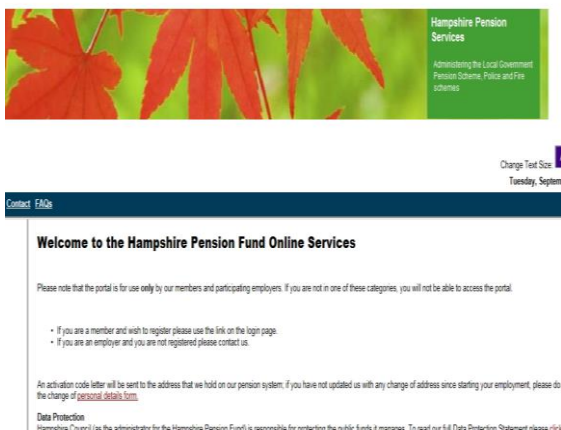 Hampshire Pension
Services
Administering the Local Government
Pension Scheme, Police and Fire
schemes
Change Text Size:
Tuesday, Septem
Contact FAQs
Welcome to the Hampshire Pension Fund Online Services
Please note that the portal is for use only by our members and participating employers. If you are not in one of these categories, you will not be able to access the portal.
• If you are a member and wish to register please use the link on the login page.
• If you are an employer and you are not registered please contact us.
An activation code letter will be sent to the address that we hold on our pension system; if you have not updated us with any change of address since starting your employment, please do
the change of personal details form.
Data Protection
Hampshire Council (as the administrator for the Hampshire Pension Fund) is responsible for protecting the public funds it manages. To read our full Data Protection Statement please click